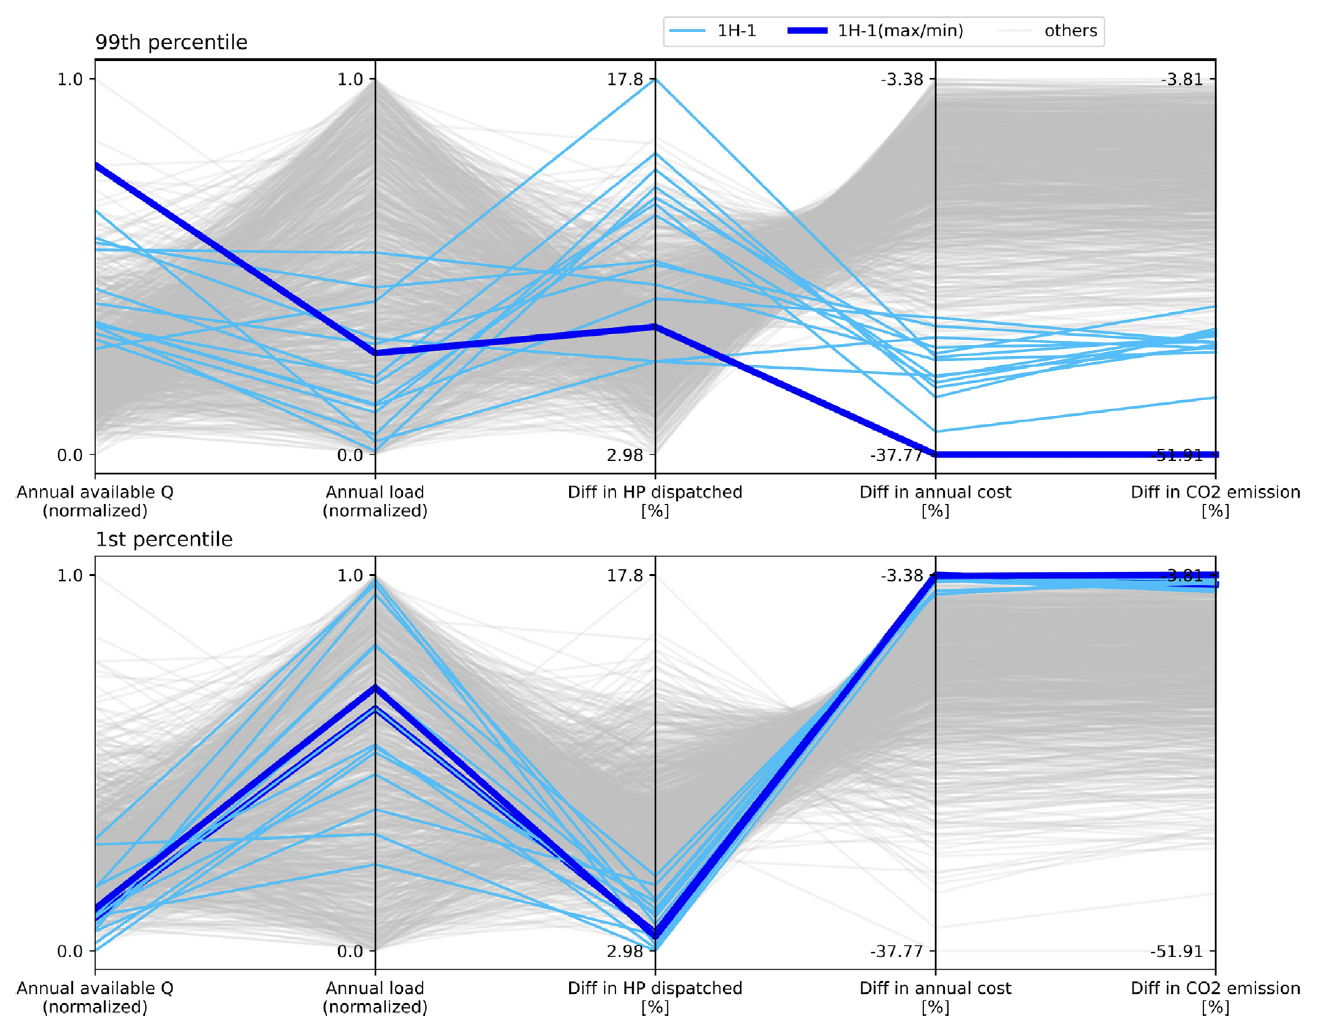 1H-1 1H-1(max/min) others
99th percentile
1.0 1.0 17.8 -3.38 -3.81
0.0 0.0 2.98 -37.77 -51.91
Annual available Q Annual load Diff in HP dispatched Diff in annual cost Diff in CO2 emission
(normalized) (normalized) [%] [%] [%]
1st percentile
1.0 1.0 17.8 -3.38 -3.81
0.0 0.0 2.98 -37.77 -51.91
Annual available Q Annual load Diff in HP dispatched Diff in annual cost Diff in CO2 emission
(normalized) (normalized) [%] [%] [%]